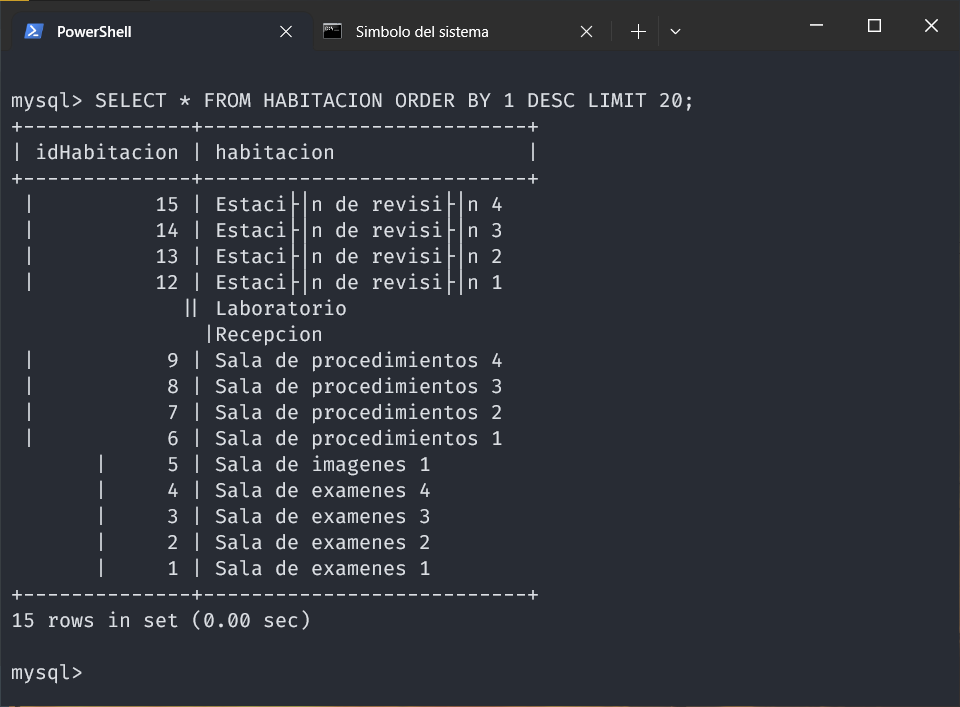 PowerShell Simbolo del sistema
mysql> SELECT * FROM HABITACION ORDER BY 1 DESC LIMIT 20;
+--------------+---------------------------+
| idHabitacion | habitacion                |
+--------------+---------------------------+
 |          15 | Estaci├│n de revisi├│n 4
 |          14 | Estaci├│n de revisi├│n 3
 |          13 | Estaci├│n de revisi├│n 2
 |          12 | Estaci├│n de revisi├│n 1
              || Laboratorio
                |Recepcion
 |           9 | Sala de procedimientos 4
 |           8 | Sala de procedimientos 3
 |           7 | Sala de procedimientos 2
 |           6 | Sala de procedimientos 1
       |     5 | Sala de imagenes 1
       |     4 | Sala de examenes 4
       |     3 | Sala de examenes 3
       |     2 | Sala de examenes 2
       |     1 | Sala de examenes 1
+--------------+---------------------------+
15 rows in set (0.00 sec)
mysql>